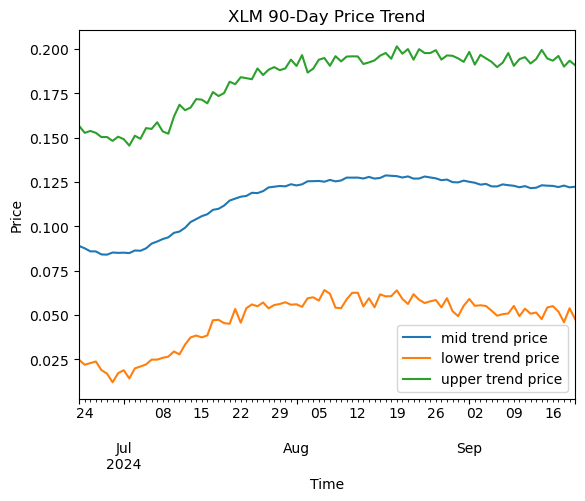 XLM 90-Day Price Trend
0.200
0.175
0.150
0.125
0.100
0.075
0.050
0.025
Price
mid trend price
lower trend price
upper trend price
24 08 15 22 29 05 12 19 26 02 09 16
Jul Aug Sep
2024
Time